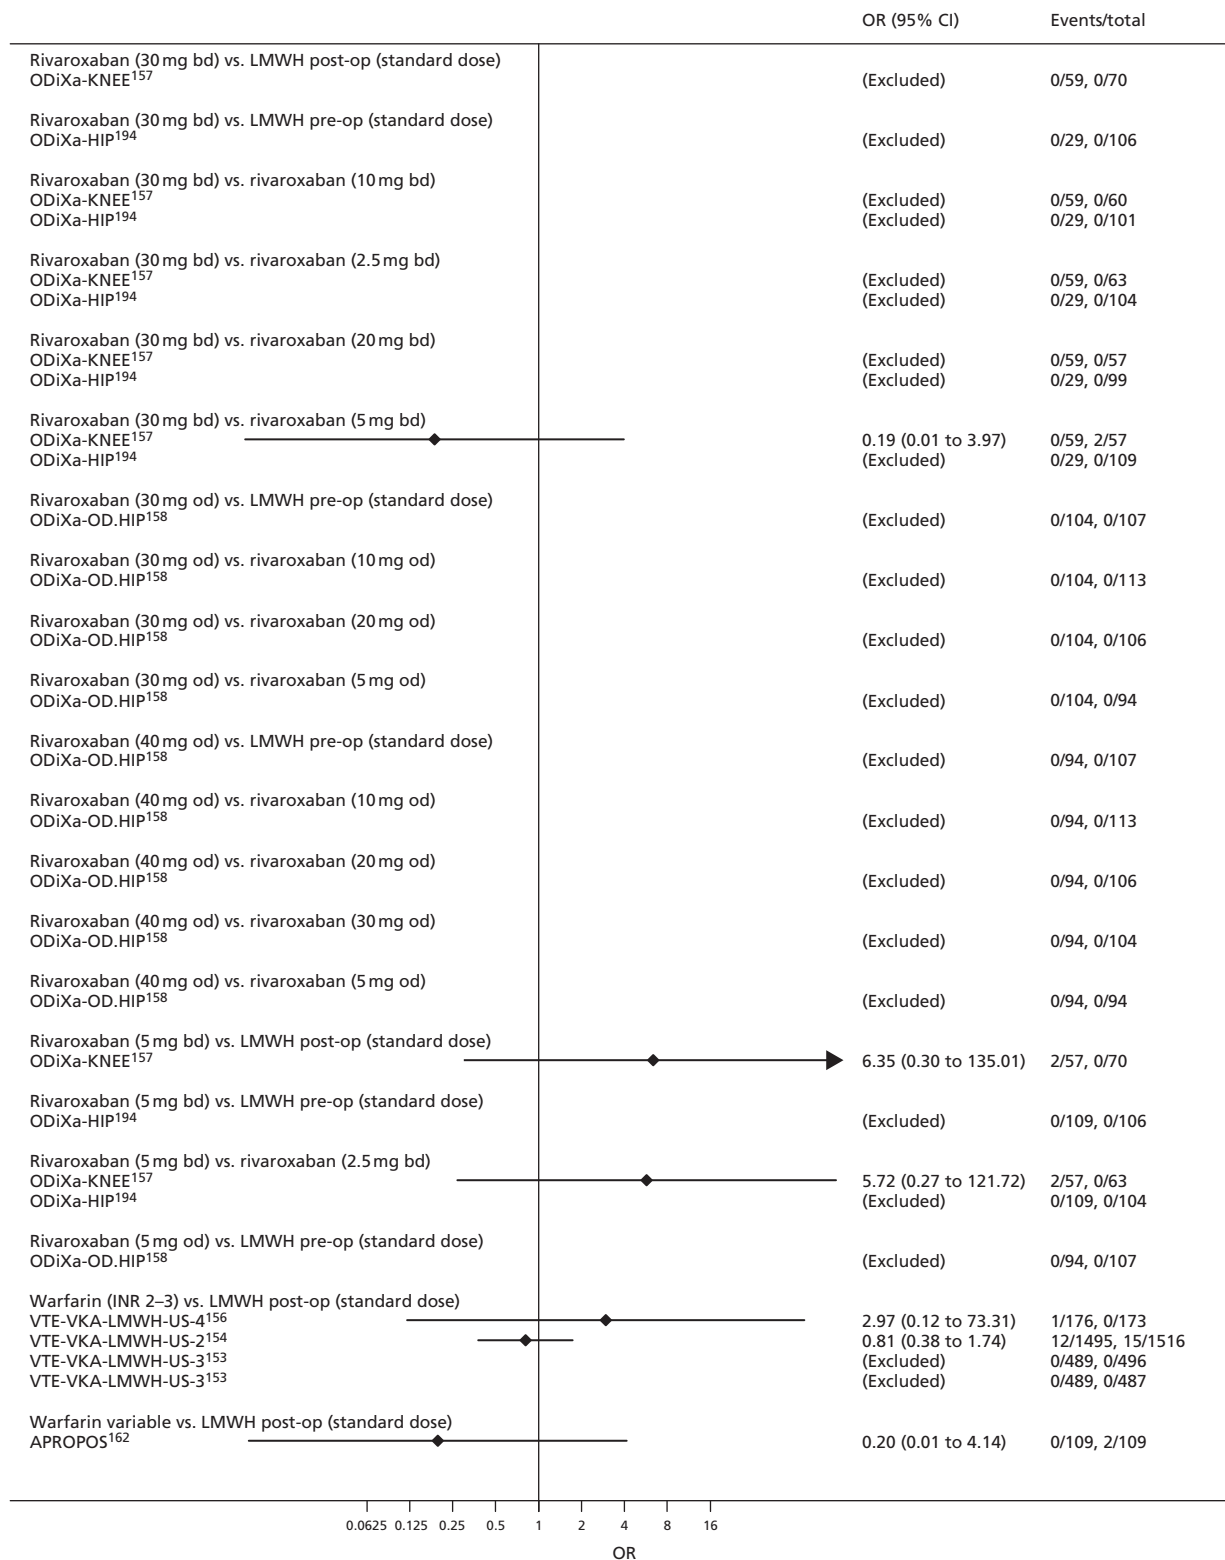 OR (95% CI) Events/total
Rivaroxaban (30 mg bd) vs. LMWH post-op (standard dose)
ODiXa-KNEE157 (Excluded) 0/59, 0/70
Rivaroxaban (30 mg bd) vs. LMWH pre-op (standard dose)
ODiXa-HIP194 (Excluded) 0/29, 0/106
Rivaroxaban (30 mg bd) vs. rivaroxaban (10 mg bd)
ODiXa-KNEE157 (Excluded) 0/59, 0/60
ODiXa-HIP194 (Excluded) 0/29, 0/101
Rivaroxaban (30 mg bd) vs. rivaroxaban (2.5 mg bd)
ODiXa-KNEE157 (Excluded) 0/59, 0/63
ODiXa-HIP194 (Excluded) 0/29, 0/104
Rivaroxaban (30 mg bd) vs. rivaroxaban (20 mg bd)
ODiXa-KNEE157 (Excluded) 0/59, 0/57
ODiXa-HIP194 (Excluded) 0/29, 0/99
Rivaroxaban (30 mg bd) vs. rivaroxaban (5 mg bd)
ODiXa-KNEE157 0.19 (0.01 to 3.97) 0/59, 2/57
ODiXa-HIP194 (Excluded) 0/29, 0/109
Rivaroxaban (30 mg od) vs. LMWH pre-op (standard dose)
ODiXa-OD.HIP158 (Excluded) 0/104, 0/107
Rivaroxaban (30 mg od) vs. rivaroxaban (10 mg od)
ODiXa-OD.HIP158 (Excluded) 0/104, 0/113
Rivaroxaban (30 mg od) vs. rivaroxaban (20 mg od)
ODiXa-OD.HIP158 (Excluded) 0/104, 0/106
Rivaroxaban (30 mg od) vs. rivaroxaban (5 mg od)
ODiXa-OD.HIP158 (Excluded) 0/104, 0/94
Rivaroxaban (40 mg od) vs. LMWH pre-op (standard dose)
ODiXa-OD.HIP158 (Excluded) 0/94, 0/107
Rivaroxaban (40 mg od) vs. rivaroxaban (10 mg od)
ODiXa-OD.HIP158 (Excluded) 0/94, 0/113
Rivaroxaban (40 mg od) vs. rivaroxaban (20 mg od)
ODiXa-OD.HIP158 (Excluded) 0/94, 0/106
Rivaroxaban (40 mg od) vs. rivaroxaban (30 mg od)
ODiXa-OD.HIP158 (Excluded) 0/94, 0/104
Rivaroxaban (40 mg od) vs. rivaroxaban (5 mg od)
ODiXa-OD.HIP158 (Excluded) 0/94, 0/94
Rivaroxaban (5 mg bd) vs. LMWH post-op (standard dose)
ODiXa-KNEE157 6.35 (0.30 to 135.01) 2/57, 0/70
Rivaroxaban (5 mg bd) vs. LMWH pre-op (standard dose)
ODiXa-HIP194 (Excluded) 0/109, 0/106
Rivaroxaban (5 mg bd) vs. rivaroxaban (2.5 mg bd)
ODiXa-KNEE157 5.72 (0.27 to 121.72) 2/57, 0/63
ODiXa-HIP194 (Excluded) 0/109, 0/104
Rivaroxaban (5 mg od) vs. LMWH pre-op (standard dose)
ODiXa-OD.HIP158 (Excluded) 0/94, 0/107
Warfarin (INR 2–3) vs. LMWH post-op (standard dose)
VTE-VKA-LMWH-US-4156 2.97 (0.12 to 73.31) 1/176, 0/173
VTE-VKA-LMWH-US-2154 0.81 (0.38 to 1.74) 12/1495, 15/1516
VTE-VKA-LMWH-US-3153 (Excluded) 0/489, 0/496
VTE-VKA-LMWH-US-3153 (Excluded) 0/489, 0/487
Warfarin variable vs. LMWH post-op (standard dose)
APROPOS162 0.20 (0.01 to 4.14) 0/109, 2/109
0.0625 0.125 0.25 0.5 1 2 4 8 16
OR